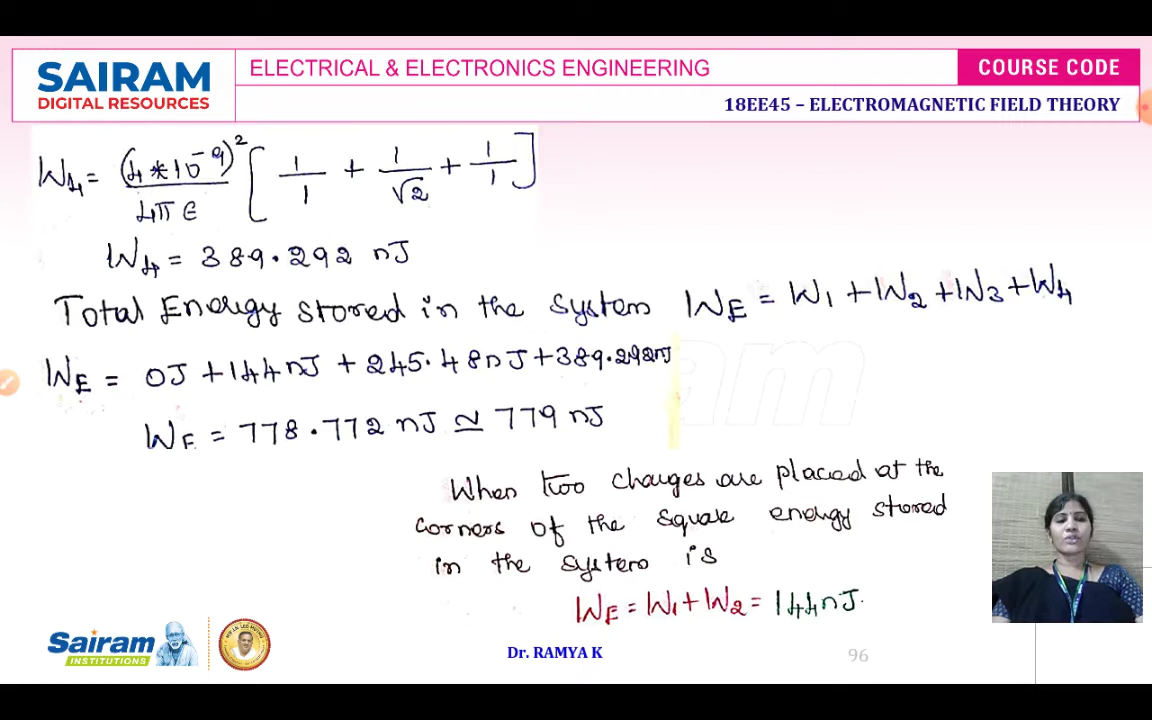 SAIRAM
DIGITAL RESOURCES
ELECTRICAL & ELECTRONICS ENGINEERING
COURSE CODE
18EE45 – ELECTROMAGNETIC FIELD THEORY
W4 = (4*10^-9)^2 / 4πε [ 1/1 + 1/√2 + 1/1 ]
W4 = 389.292 nJ
Total Energy stored in the system WE = W1 + W2 + W3 + W4
WE = 0J + 144nJ + 245.48nJ + 389.292nJ
WE = 778.772 nJ ≃ 779 nJ
When two charges are placed at the
corners of the square energy stored
in the system is
WE = W1 + W2 = 144nJ.
Sairam
INSTITUTIONS
Dr. RAMYA K
96